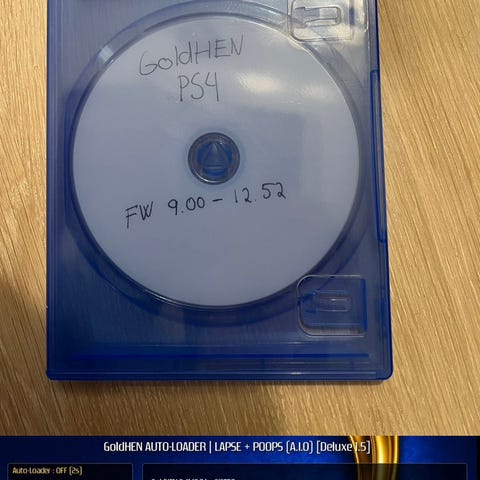 GoldHEN
PS4
FW 9.00 - 12.52
GoldHEN AUTO-LOADER | LAPSE + POOPS (A.I.O) [Deluxe 1.5]
Auto-Loader : OFF (2s)